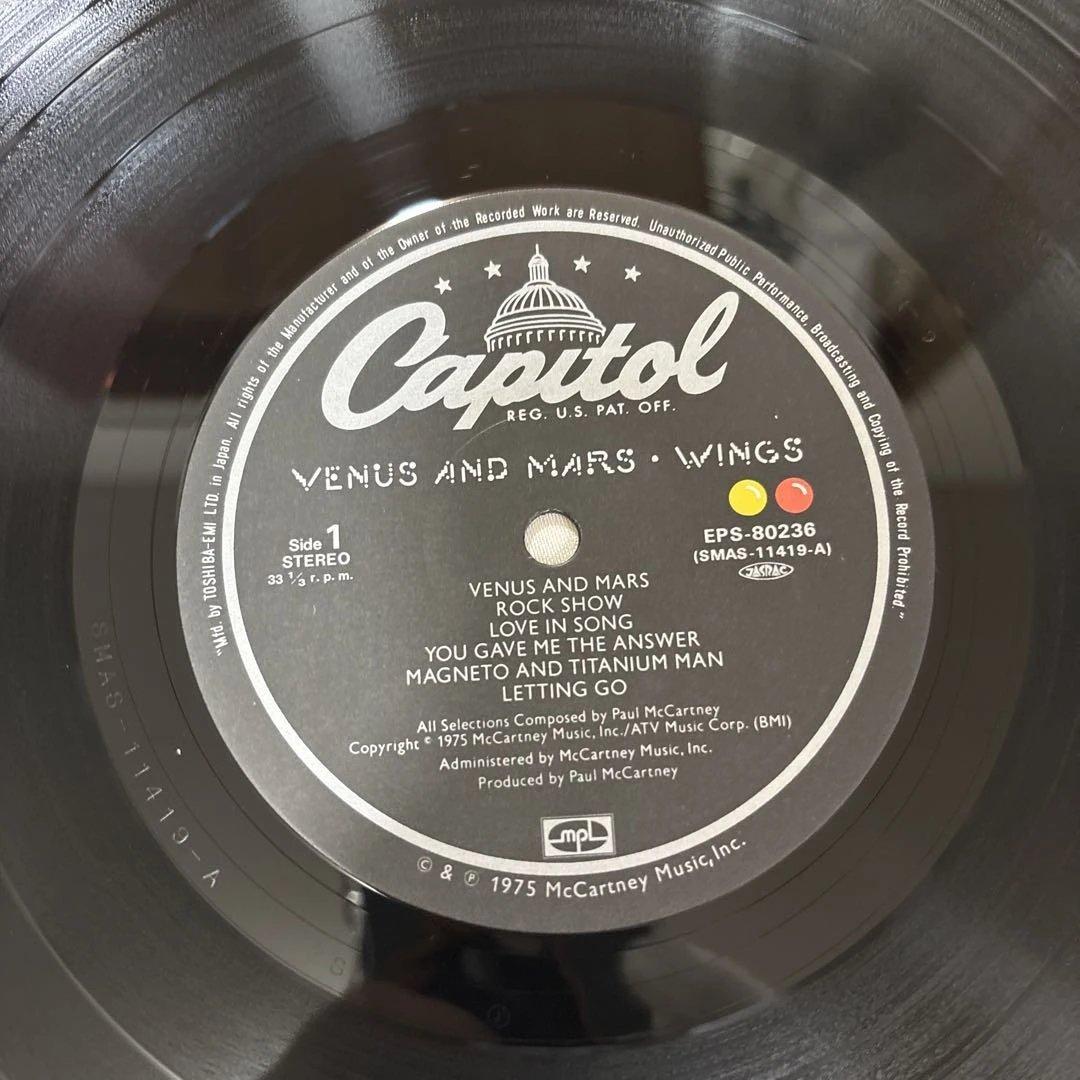 "Mfd. by TOSHIBA-EMI LTD. in Japan. All rights of the Manufacturer and of the Owner of the Recorded Work are Reserved. Unauthorized Public Performance, Broadcasting and Copying of the Record Prohibited."
Capitol
REG. U.S. PAT. OFF.
VENUS AND MARS · WINGS
Side 1
STEREO
33 1/3 r.p.m.
EPS-80236
(SMAS-11419-A)
JASRAC
VENUS AND MARS
ROCK SHOW
LOVE IN SONG
YOU GAVE ME THE ANSWER
MAGNETO AND TITANIUM MAN
LETTING GO
All Selections Composed by Paul McCartney
Copyright © 1975 McCartney Music, Inc./ATV Music Corp. (BMI)
Administered by McCartney Music, Inc.
Produced by Paul McCartney
mpl
© & ℗ 1975 McCartney Music, Inc.
SMAS-11419-A